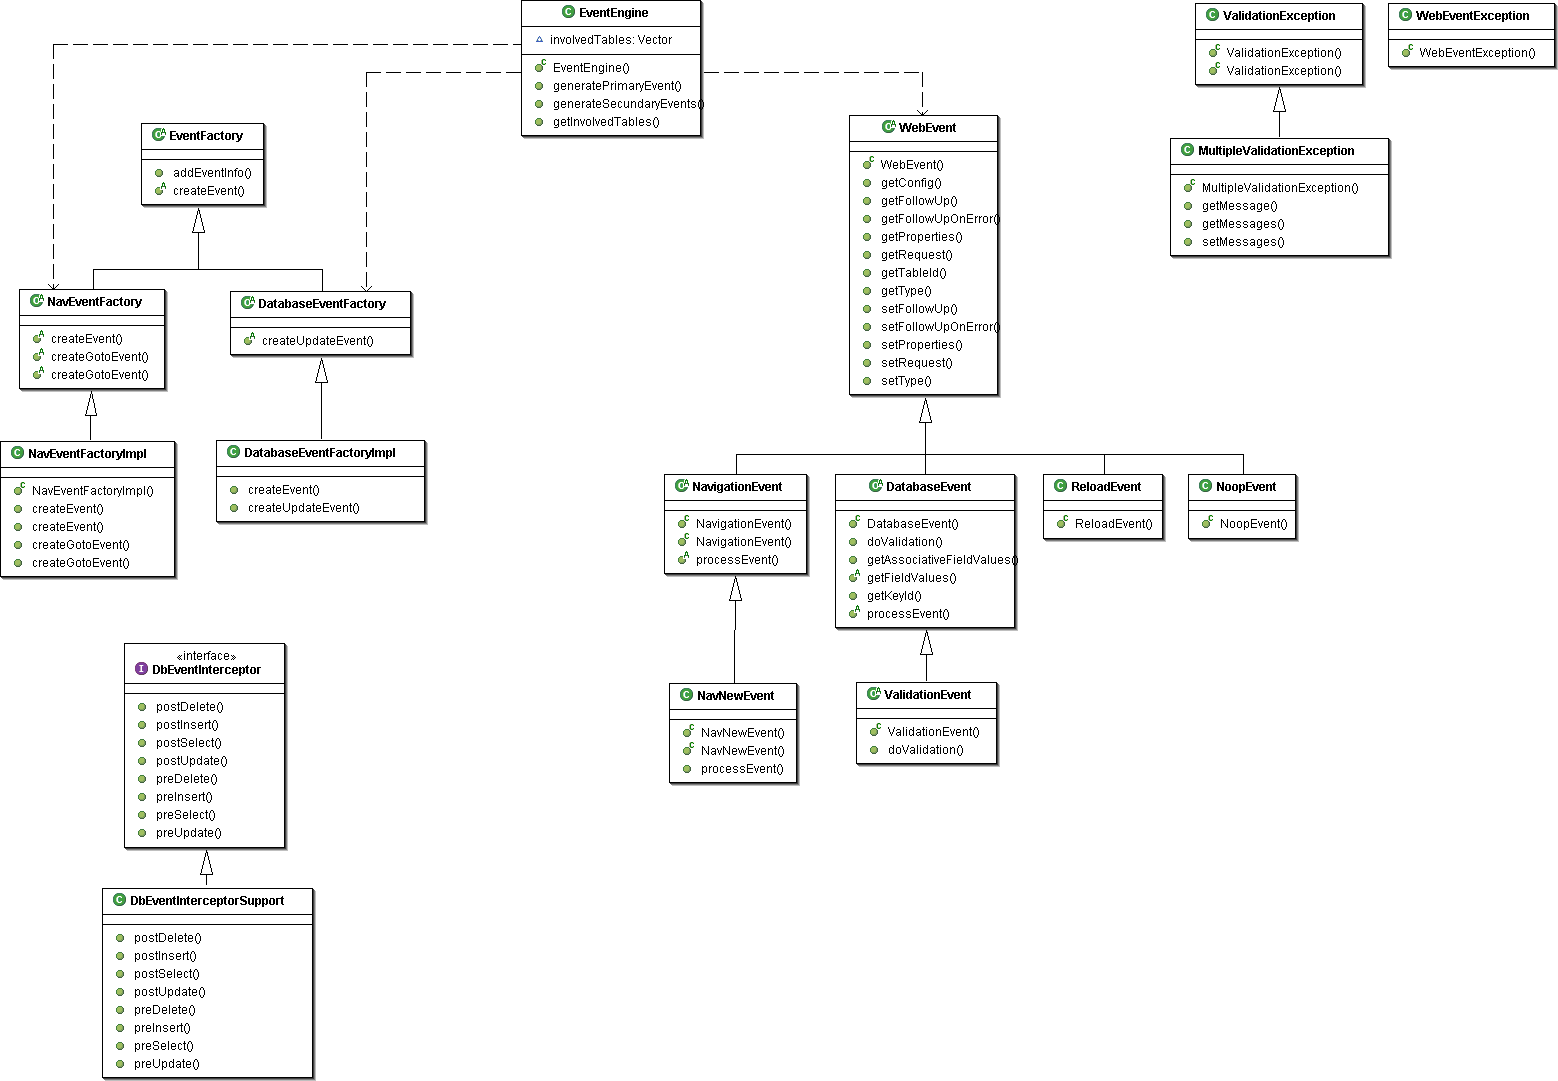 EventEngine
involvedTables: Vector
EventEngine()
generatePrimaryEvent()
generateSecundaryEvents()
getInvolvedTables()
ValidationException
ValidationException()
ValidationException()
WebEventException
WebEventException()
EventFactory
addEventInfo()
createEvent()
WebEvent
WebEvent()
getConfig()
getFollowUp()
getFollowUpOnError()
getProperties()
getRequest()
getTableId()
getType()
setFollowUp()
setFollowUpOnError()
setProperties()
setRequest()
setType()
MultipleValidationException
MultipleValidationException()
getMessage()
getMessages()
setMessages()
NavEventFactory
createEvent()
createGotoEvent()
createGotoEvent()
DatabaseEventFactory
createUpdateEvent()
NavEventFactoryImpl
NavEventFactoryImpl()
createEvent()
createEvent()
createGotoEvent()
createGotoEvent()
DatabaseEventFactoryImpl
createEvent()
createUpdateEvent()
NavigationEvent
NavigationEvent()
NavigationEvent()
processEvent()
DatabaseEvent
DatabaseEvent()
doValidation()
getAssociativeFieldValues()
getFieldValues()
getKeyId()
processEvent()
ReloadEvent
ReloadEvent()
NoopEvent
NoopEvent()
NavNewEvent
NavNewEvent()
NavNewEvent()
processEvent()
ValidationEvent
ValidationEvent()
doValidation()
«interface»
DbEventInterceptor
postDelete()
postInsert()
postSelect()
postUpdate()
preDelete()
preInsert()
preSelect()
preUpdate()
DbEventInterceptorSupport
postDelete()
postInsert()
postSelect()
postUpdate()
preDelete()
preInsert()
preSelect()
preUpdate()